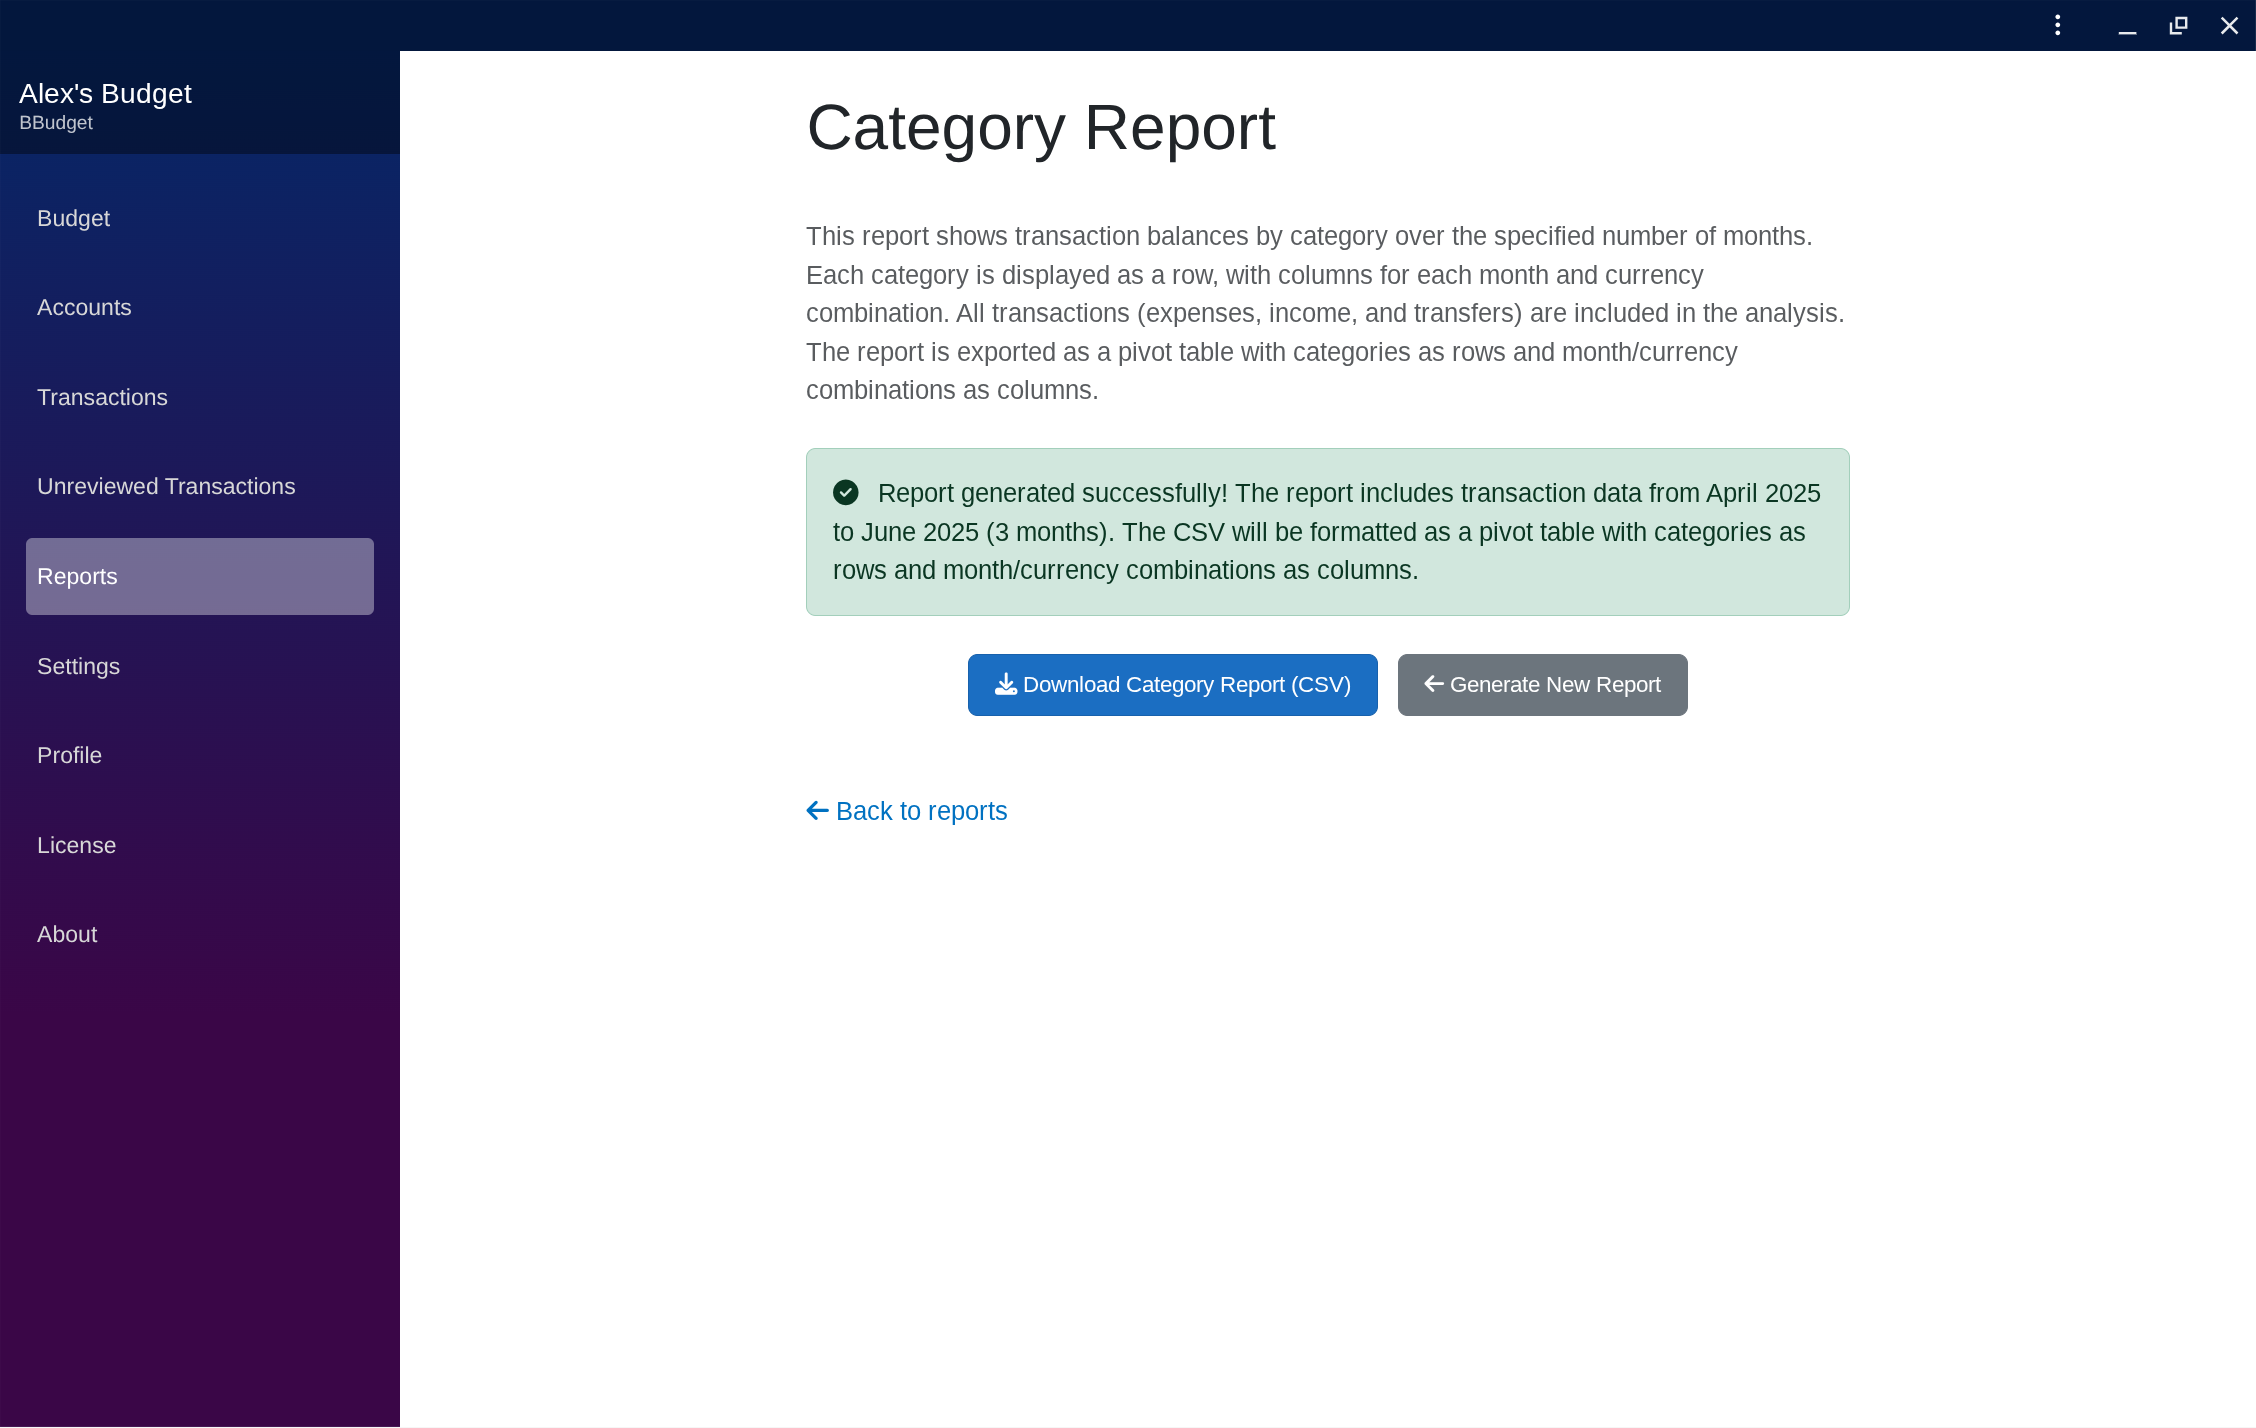 Alex's Budget
BBudget
Budget
Accounts
Transactions
Unreviewed Transactions
Reports
Settings
Profile
License
About
Category Report
This report shows transaction balances by category over the specified number of months.
Each category is displayed as a row, with columns for each month and currency
combination. All transactions (expenses, income, and transfers) are included in the analysis.
The report is exported as a pivot table with categories as rows and month/currency
combinations as columns.
Report generated successfully! The report includes transaction data from April 2025
to June 2025 (3 months). The CSV will be formatted as a pivot table with categories as
rows and month/currency combinations as columns.
Download Category Report (CSV)
Generate New Report
Back to reports